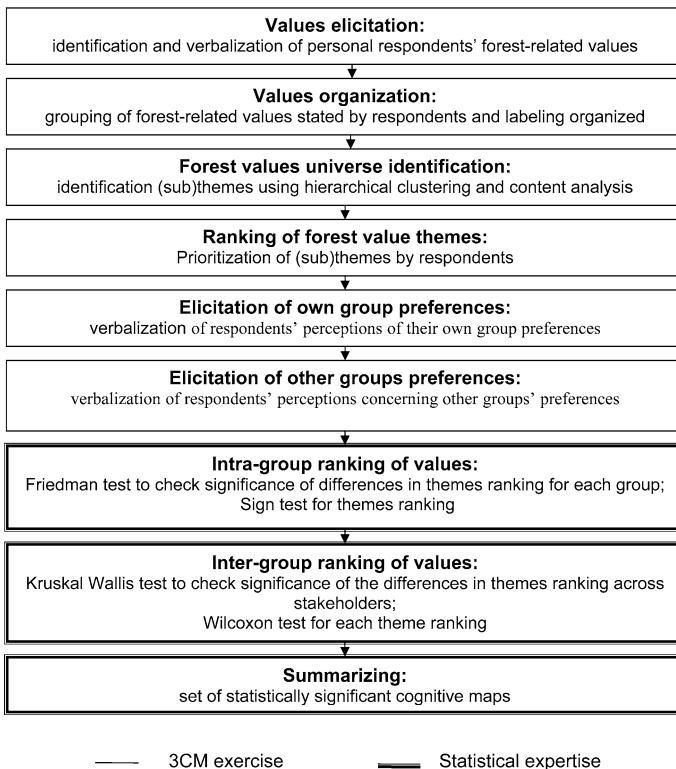 Values elicitation:
identification and verbalization of personal respondents’ forest-related values
Values organization:
grouping of forest-related values stated by respondents and labeling organized
Forest values universe identification:
identification (sub)themes using hierarchical clustering and content analysis
Ranking of forest value themes:
Prioritization of (sub)themes by respondents
Elicitation of own group preferences:
verbalization of respondents’ perceptions of their own group preferences
Elicitation of other groups preferences:
verbalization of respondents’ perceptions concerning other groups’ preferences
Intra-group ranking of values:
Friedman test to check significance of differences in themes ranking for each group;
Sign test for themes ranking
Inter-group ranking of values:
Kruskal Wallis test to check significance of the differences in themes ranking across
stakeholders;
Wilcoxon test for each theme ranking
Summarizing:
set of statistically significant cognitive maps
3CM exercise Statistical expertise